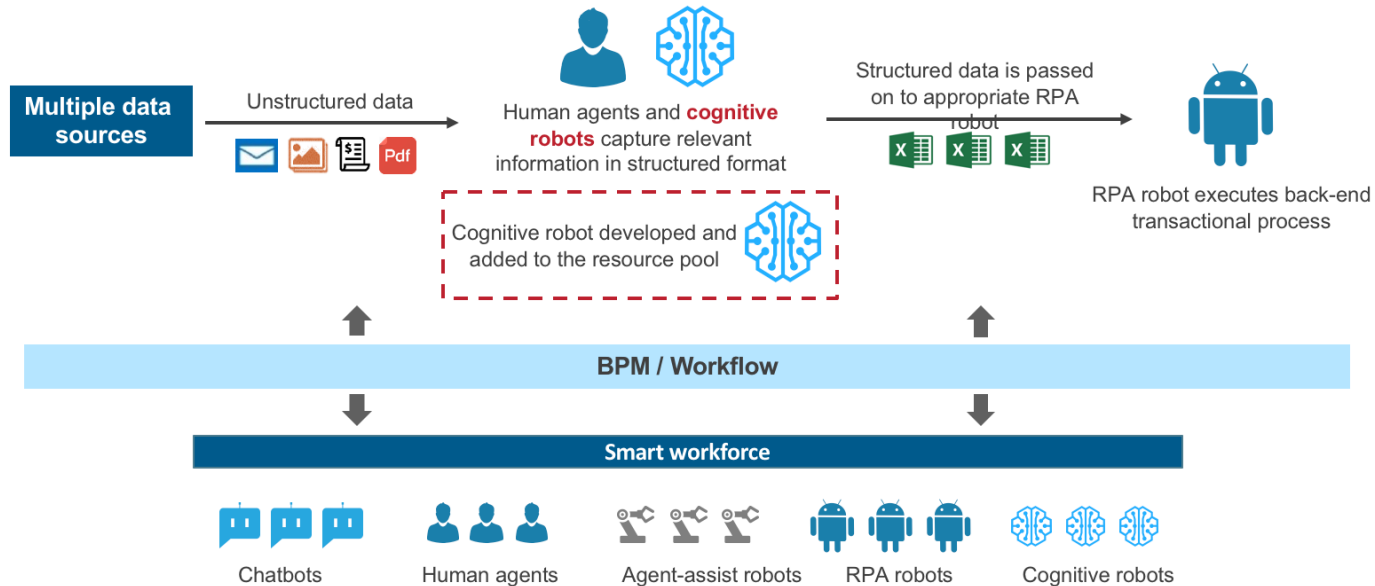 Multiple data
sources
Unstructured data
Pdf
Human agents and cognitive
robots capture relevant
information in structured format
Structured data is passed
on to appropriate RPA
robot
X X X
RPA robot executes back-end
transactional process
Cognitive robot developed and
added to the resource pool
BPM / Workflow
Smart workforce
Chatbots
Human agents
Agent-assist robots
RPA robots
Cognitive robots